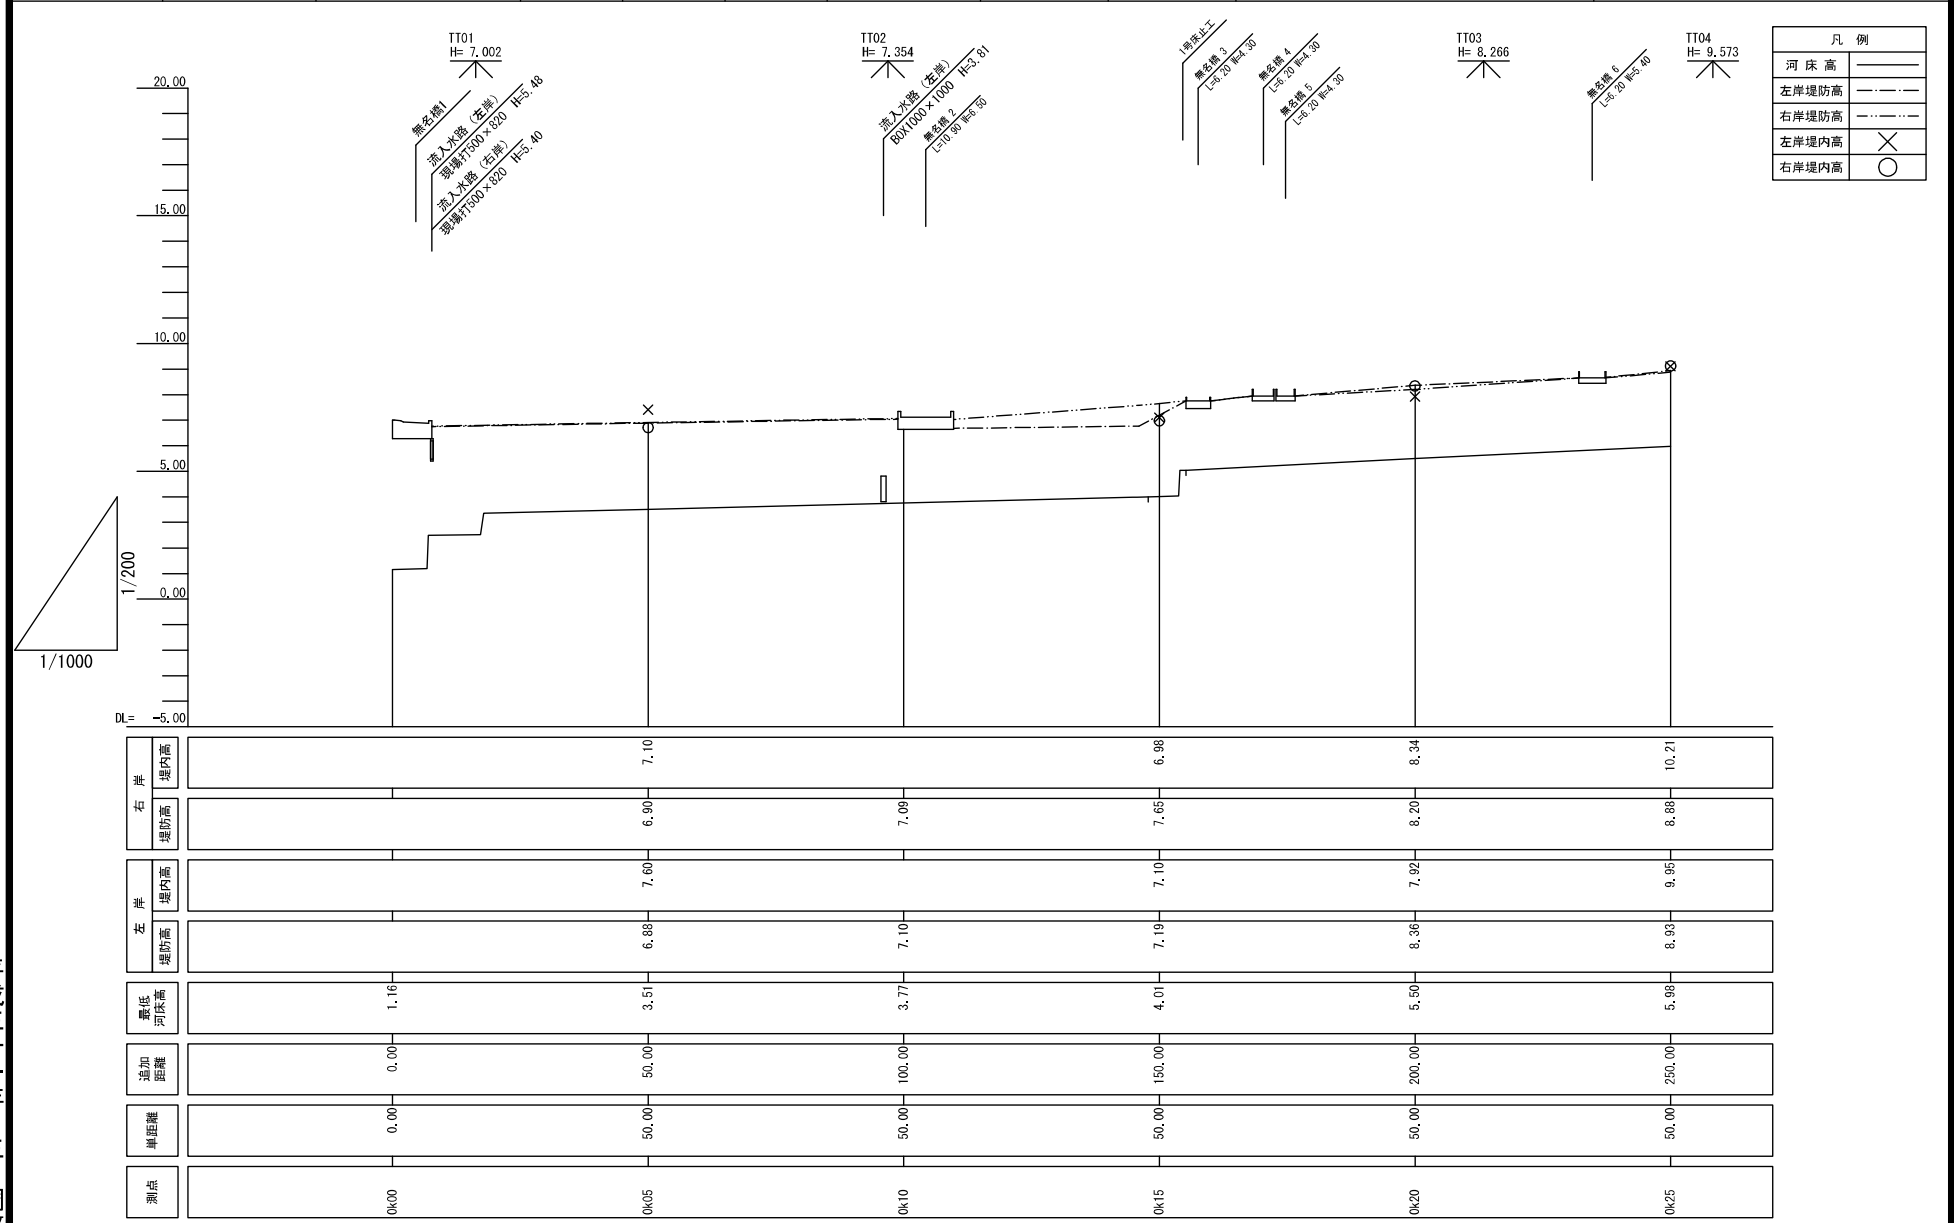 TT01
H= 7.002
TT02
H= 7.354
TT03
H= 8.266
TT04
H= 9.573
無名橋1
流入水路 (左岸)
現場打500×820 H=5.48
流入水路 (右岸)
現場打500×820 H=5.40
流入水路 (左岸)
BOX1000×1000 H=3.81
無名橋 2
L=10.90 W=6.50
1号床止工
無名橋 3
L=6.20 W=4.30
無名橋 4
L=6.20 W=4.30
無名橋 5
L=6.20 W=4.30
無名橋 6
L=6.20 W=5.40
凡 例
河 床 高
左岸堤防高
右岸堤防高
左岸堤内高
右岸堤内高
20.00
15.00
10.00
5.00
0.00
DL= -5.00
1/200
1/1000
右 岸
堤内高
7.10
6.98
8.34
10.21
堤防高
6.90
7.09
7.65
8.20
8.88
左 岸
堤内高
7.60
7.10
7.92
9.95
堤防高
6.88
7.10
7.19
8.36
8.93
最低
河床高
1.16
3.51
3.77
4.01
5.50
5.98
追加
距離
0.00
50.00
100.00
150.00
200.00
250.00
単距離
0.00
50.00
50.00
50.00
50.00
50.00
測点
0k00
0k05
0k10
0k15
0k20
0k25